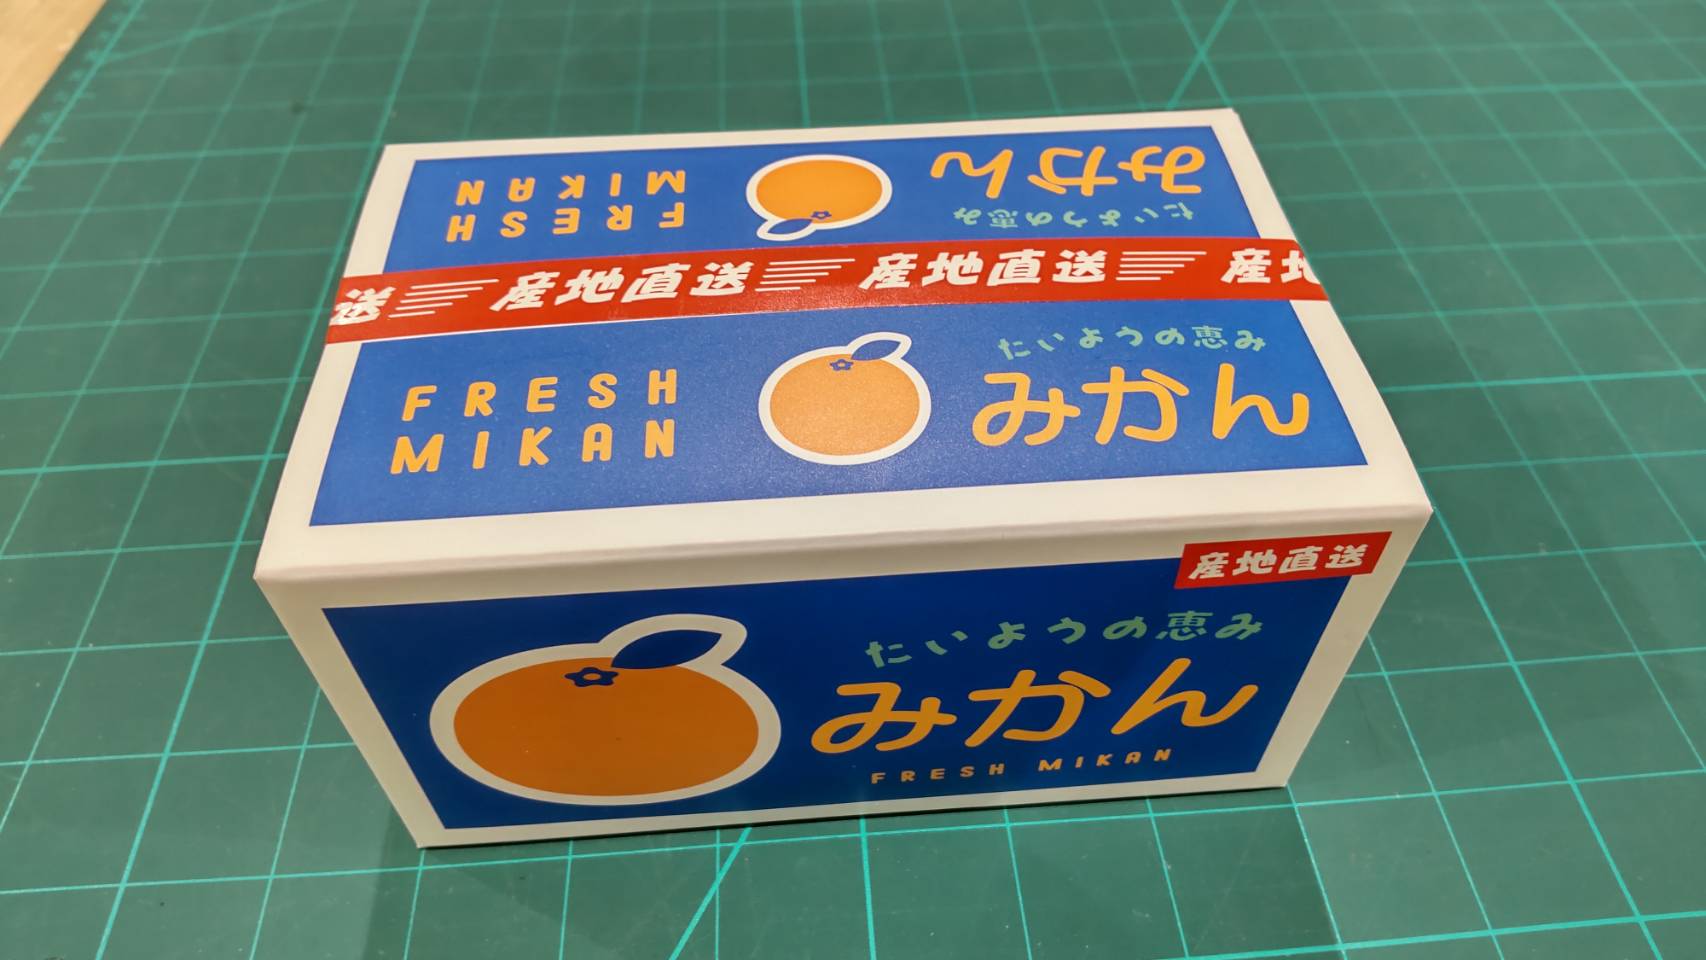 FRESH
MIKAN
たいようの恵み
みかん
送 産地直送 産地直送 産地
FRESH
MIKAN
たいようの恵み
みかん
産地直送
たいようの恵み
みかん
FRESH MIKAN